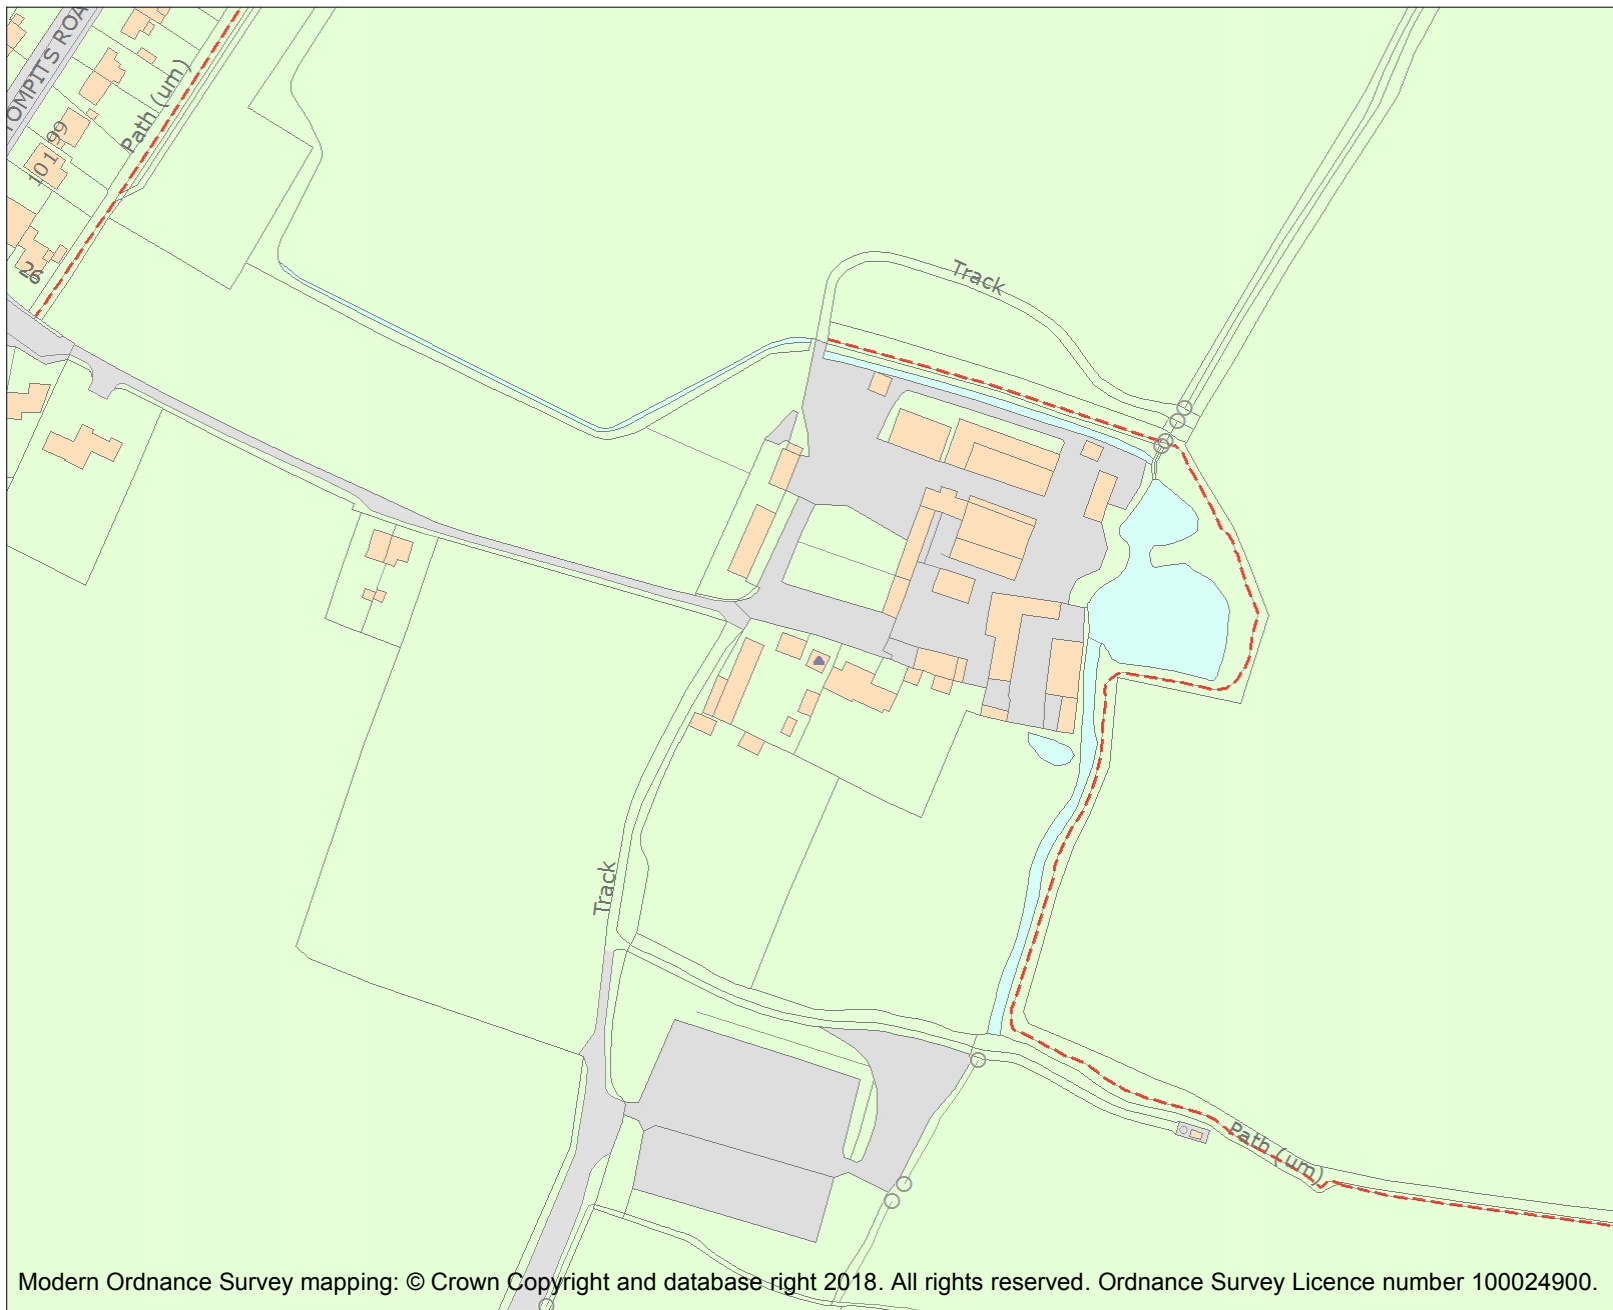 TOMPITS ROA
Path (um)
99
101
26
Track
Track
Path (um)
Modern Ordnance Survey mapping: © Crown Copyright and database right 2018. All rights reserved. Ordnance Survey Licence number 100024900.